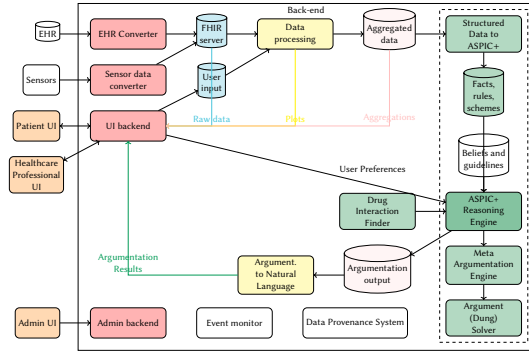 Back-end
EHR
EHR Converter
FHIR
server
Data
processing
Aggregated
data
Structured
Data to
ASPIC+
Sensors
Sensor data
converter
User
input
Facts,
rules,
schemes
Patient UI
UI backend
Raw data
Plots
Aggregations
Healthcare
Professional
UI
Beliefs and
guidelines
User Preferences
Drug
Interaction
Finder
ASPIC+
Reasoning
Engine
Argumentation
Results
Argument.
to Natural
Language
Argumentation
output
Meta
Argumentation
Engine
Admin UI
Admin backend
Event monitor
Data Provenance System
Argument
(Dung)
Solver